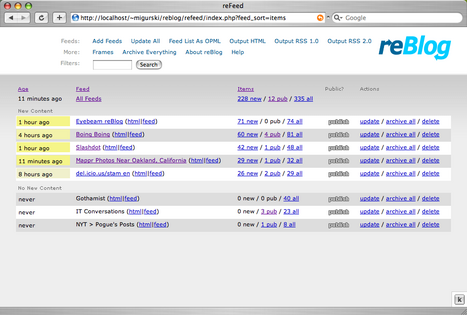 reFeed
http://localhost/~migurski/reblog/refeed/index.php?feed_sort=items
Google
Feeds: Add Feeds Update All Feed List As OPML Output HTML Output RSS 1.0 Output RSS 2.0
More: Frames Archive Everything About reBlog Help
Filters: Search
reBlog
Age Feed Items Public? Actions
11 minutes ago All Feeds 228 new / 12 pub / 335 all
New Content
1 hour ago Eyebeam reBlog (html|feed) 71 new / 0 pub / 74 all publish update / archive all / delete
4 hours ago Boing Boing (html|feed) 60 new / 4 pub / 81 all publish update / archive all / delete
1 hour ago Slashdot (html|feed) 42 new / 1 pub / 48 all publish update / archive all / delete
11 minutes ago Mappr Photos Near Oakland, California (html|feed) 29 new / 1 pub / 32 all publish update / archive all / delete
8 hours ago del.icio.us/stam en (html|feed) 26 new / 2 pub / 29 all publish update / archive all / delete
No New Content
never Gothamist (html|feed) 0 new / 0 pub / 40 all publish update / archive all / delete
never IT Conversations (html|feed) 0 new / 3 pub / 23 all publish update / archive all / delete
never NYT > Pogue's Posts (html|feed) 0 new / 1 pub / 8 all publish update / archive all / delete
k